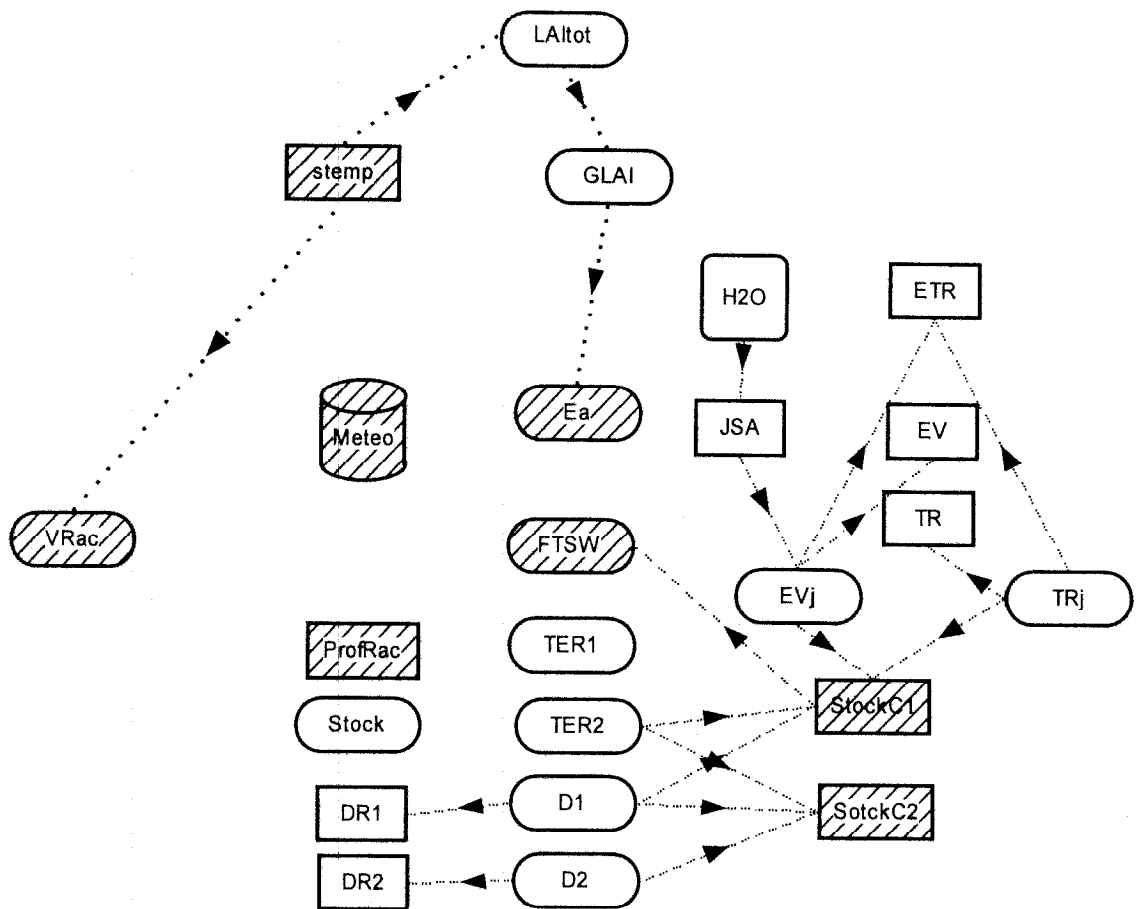 LAItot
stemp
GLAI
H2O
ETR
Meteo
Ea
JSA
EV
TR
VRac
FTSW
EVj
TRj
ProfRac
TER1
StockC1
Stock
TER2
DR1
D1
SotckC2
DR2
D2